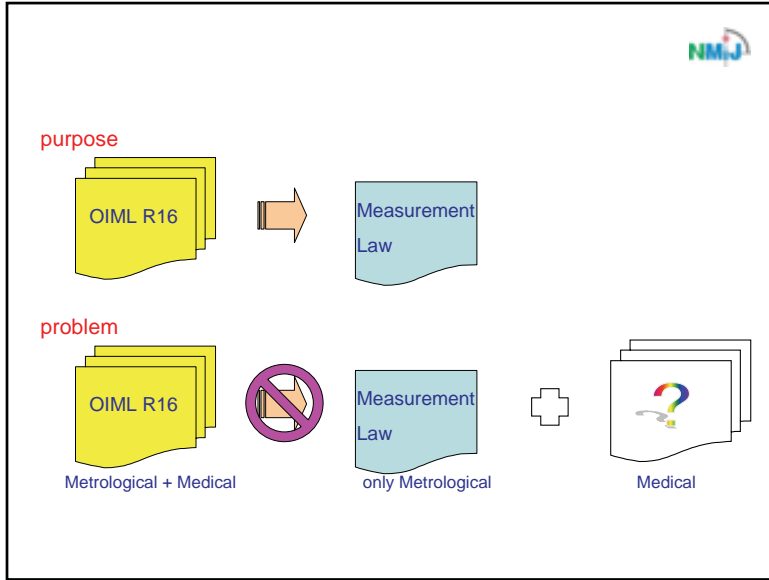 NMiJ
purpose
OIML R16
Measurement
Law
problem
OIML R16
Measurement
Law
?
Metrological + Medical
only Metrological
Medical